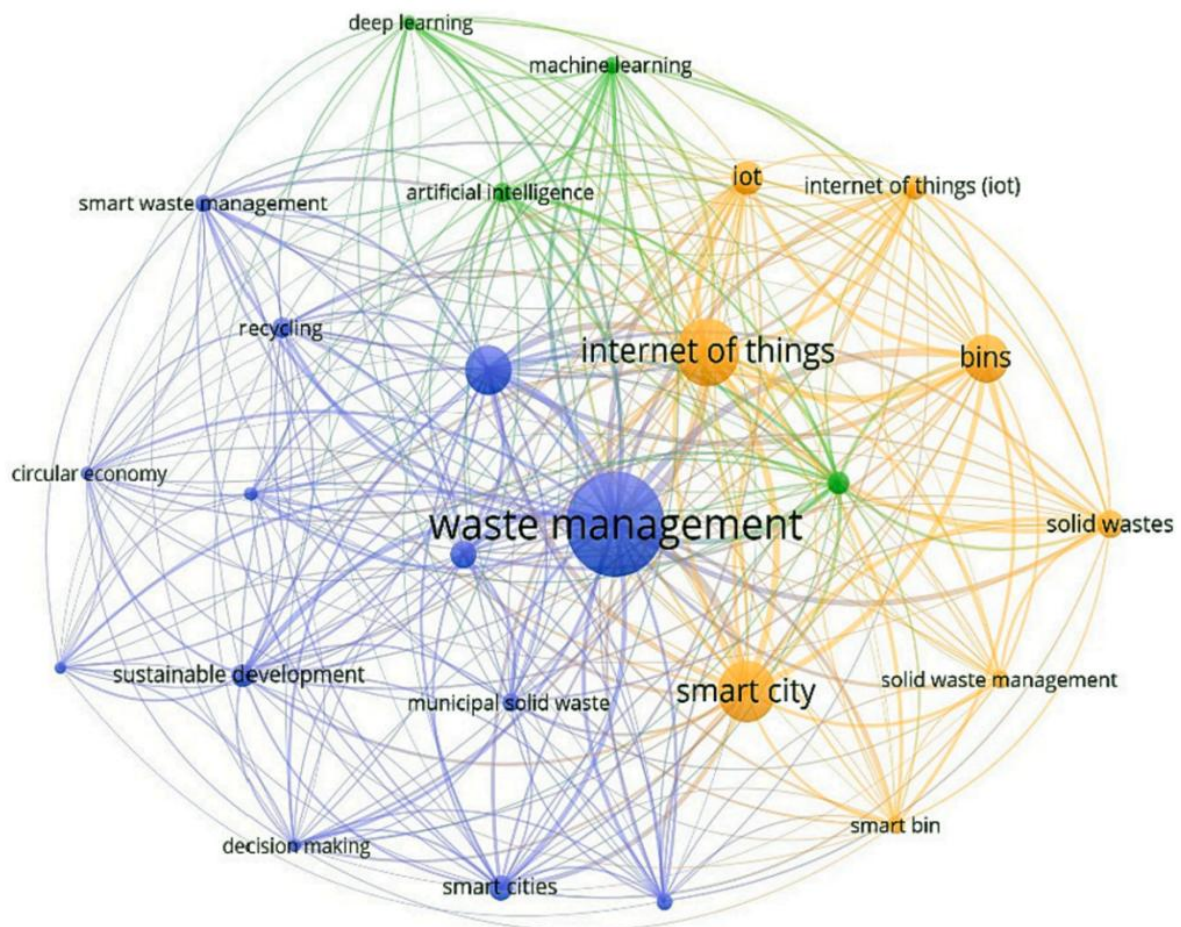 deep learning
machine learning
artificial intelligence
iot
internet of things (iot)
smart waste management
recycling
internet of things
bins
circular economy
waste management
solid wastes
sustainable development
municipal solid waste
smart city
solid waste management
smart bin
decision making
smart cities